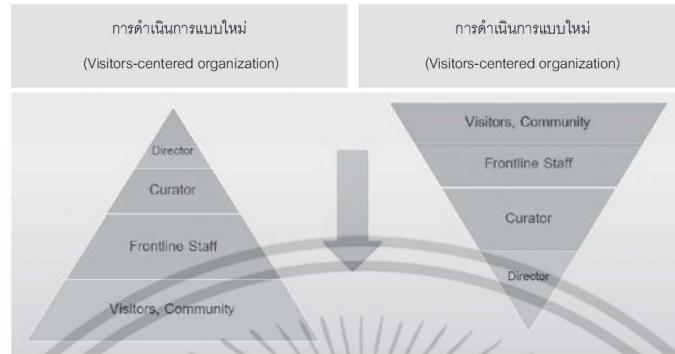 การดำเนินการแบบใหม่
(Visitors-centered organization)
การดำเนินการแบบใหม่
(Visitors-centered organization)
Director
Curator
Frontline Staff
Visitors, Community
Visitors, Community
Frontline Staff
Curator
Director